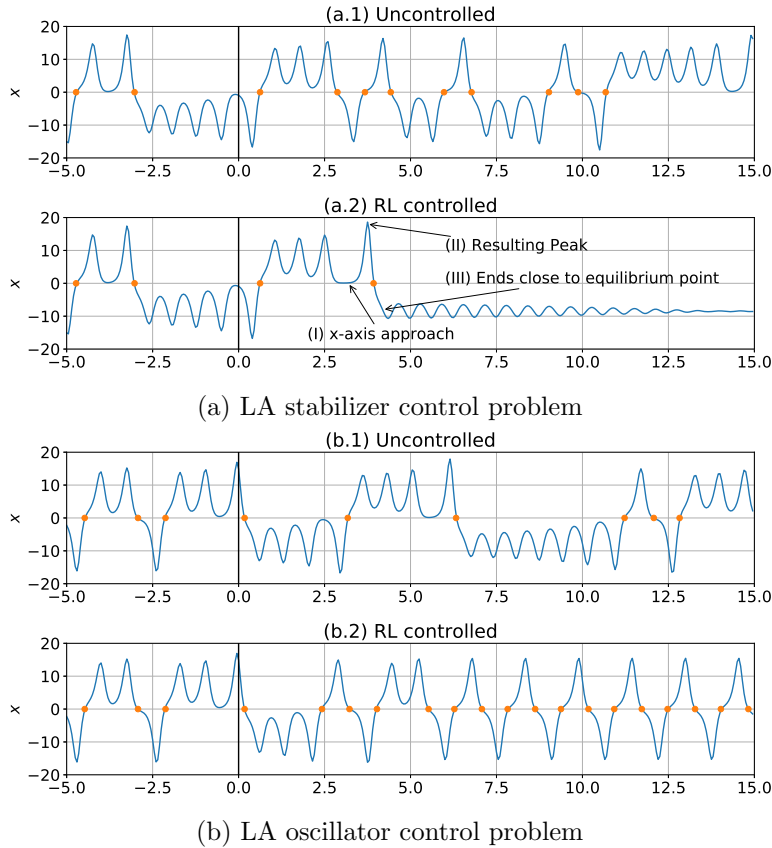 (a.1) Uncontrolled
20
10
0
−10
−20
x
−5.0 −2.5 0.0 2.5 5.0 7.5 10.0 12.5 15.0
(a.2) RL controlled
20
10
0
−10
−20
x
(II) Resulting Peak
(III) Ends close to equilibrium point
(I) x-axis approach
−5.0 −2.5 0.0 2.5 5.0 7.5 10.0 12.5 15.0
(a) LA stabilizer control problem
(b.1) Uncontrolled
20
10
0
−10
−20
x
−5.0 −2.5 0.0 2.5 5.0 7.5 10.0 12.5 15.0
(b.2) RL controlled
20
10
0
−10
−20
x
−5.0 −2.5 0.0 2.5 5.0 7.5 10.0 12.5 15.0
(b) LA oscillator control problem